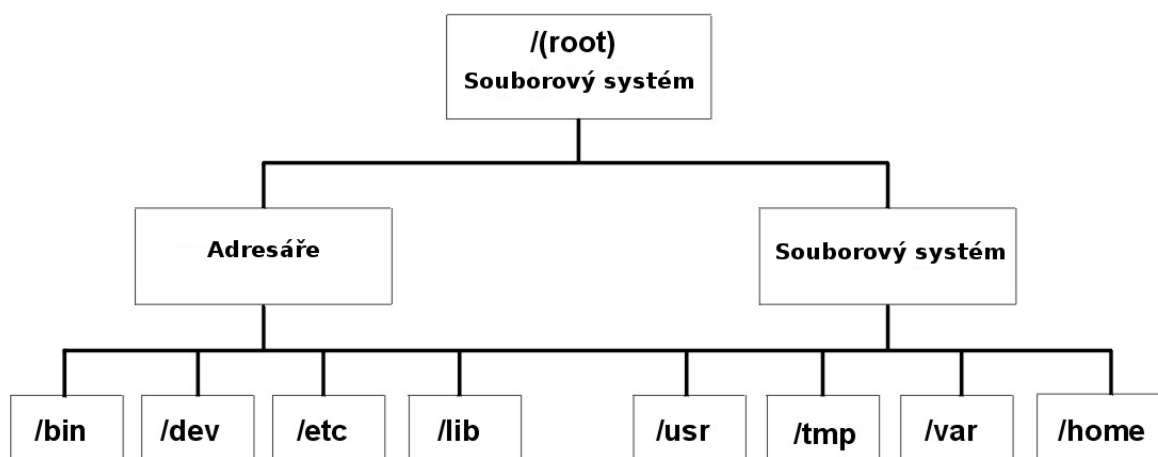 /(root)
Souborový systém
Adresáře
Souborový systém
/bin
/dev
/etc
/lib
/usr
/tmp
/var
/home